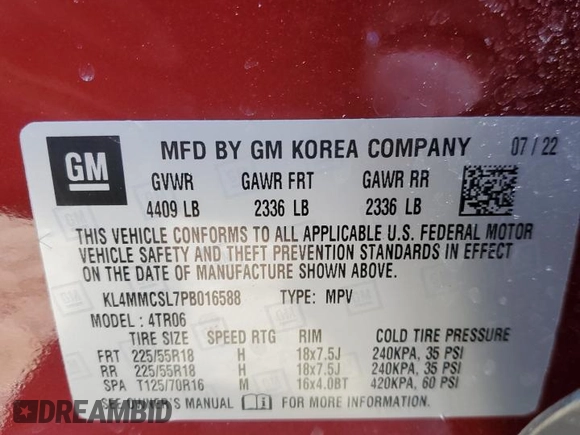 GM
MFD BY GM KOREA COMPANY 07 / 22
GVWR GAWR FRT GAWR RR
4409 LB 2336 LB 2336 LB
THIS VEHICLE CONFORMS TO ALL APPLICABLE U.S. FEDERAL MOTOR
VEHICLE SAFETY AND THEFT PREVENTION STANDARDS IN EFFECT
ON THE DATE OF MANUFACTURE SHOWN ABOVE.
KL4MMCSL7PB016588 TYPE: MPV
MODEL: 4TR06
TIRE SIZE SPEED RTG RIM COLD TIRE PRESSURE
FRT 225/55R18 H 18x7.5J 240KPA, 35 PSI
RR 225/55R18 H 18x7.5J 240KPA, 35 PSI
SPA T125/70R16 M 16x4.0BT 420KPA, 60 PSI
SEE OWNER'S MANUAL FOR MORE INFORMATION.
DREAMBID